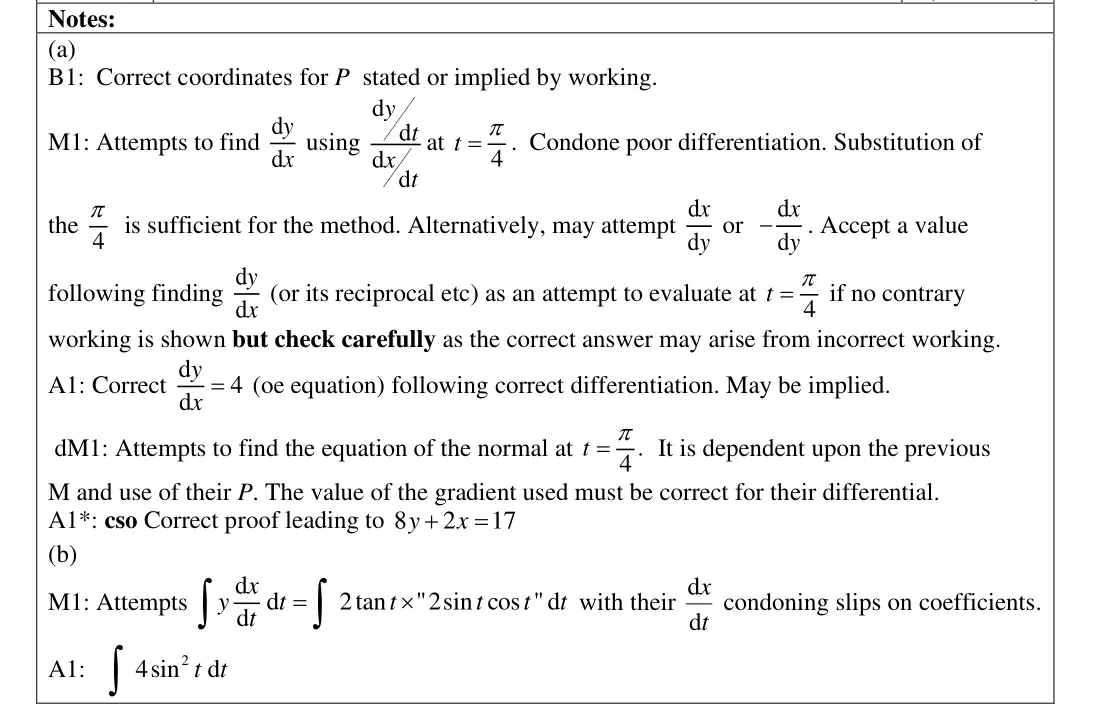 Notes:
(a)
B1: Correct coordinates for P stated or implied by working.
M1: Attempts to find dy/dx using (dy/dt)/(dx/dt) at t = π/4 . Condone poor differentiation. Substitution of
the π/4 is sufficient for the method. Alternatively, may attempt dx/dy or −dx/dy . Accept a value
following finding dy/dx (or its reciprocal etc) as an attempt to evaluate at t = π/4 if no contrary
working is shown but check carefully as the correct answer may arise from incorrect working.
A1: Correct dy/dx = 4 (oe equation) following correct differentiation. May be implied.
dM1: Attempts to find the equation of the normal at t = π/4. It is dependent upon the previous
M and use of their P. The value of the gradient used must be correct for their differential.
A1*: cso Correct proof leading to 8y + 2x = 17
(b)
M1: Attempts ∫ y dx/dt dt = ∫ 2 tan t × "2 sin t cos t" dt with their dx/dt condoning slips on coefficients.
A1: ∫ 4 sin² t dt